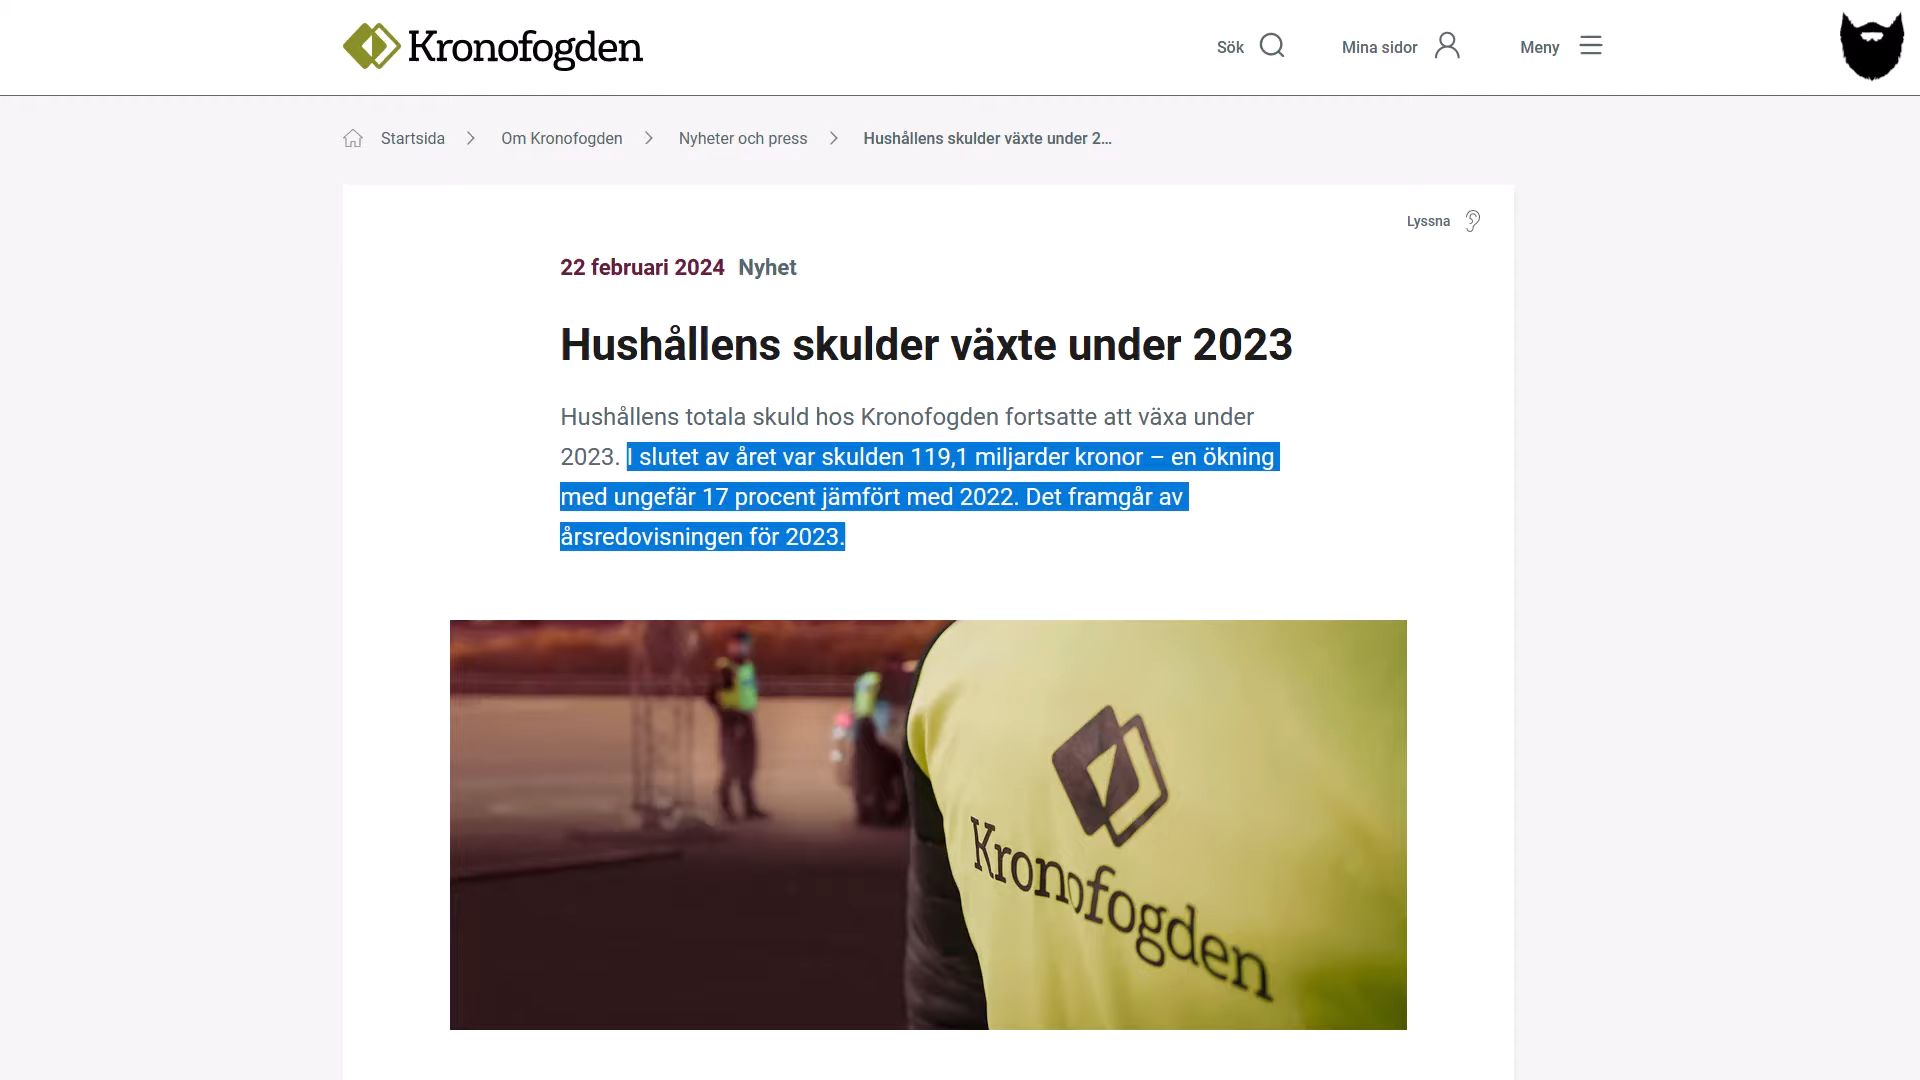 Kronofogden
Sök
Mina sidor
Meny
Startsida
Om Kronofogden
Nyheter och press
Hushållens skulder växte under 2...
Lyssna
22 februari 2024 Nyhet
Hushållens skulder växte under 2023
Hushållens totala skuld hos Kronofogden fortsatte att växa under
2023. I slutet av året var skulden 119,1 miljarder kronor – en ökning
med ungefär 17 procent jämfört med 2022. Det framgår av
årsredovisningen för 2023.
Kronofogden